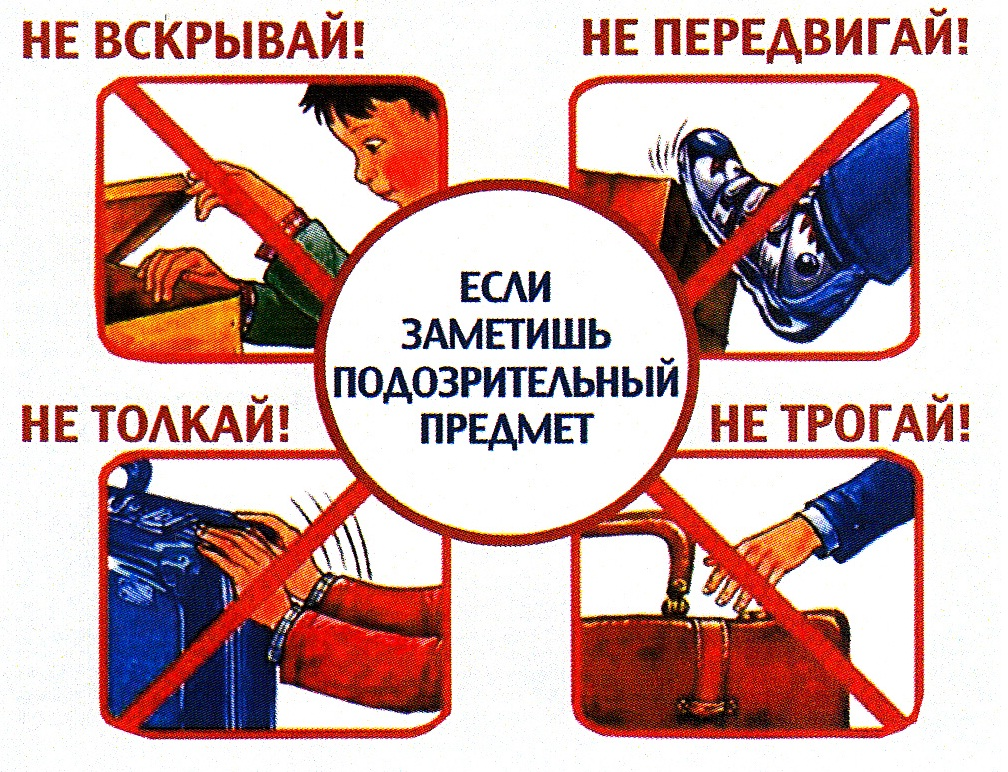 НЕ ВСКРЫВАЙ!
НЕ ПЕРЕДВИГАЙ!
ЕСЛИ
ЗАМЕТИШЬ
ПОДОЗРИТЕЛЬНЫЙ
ПРЕДМЕТ
НЕ ТОЛКАЙ!
НЕ ТРОГАЙ!